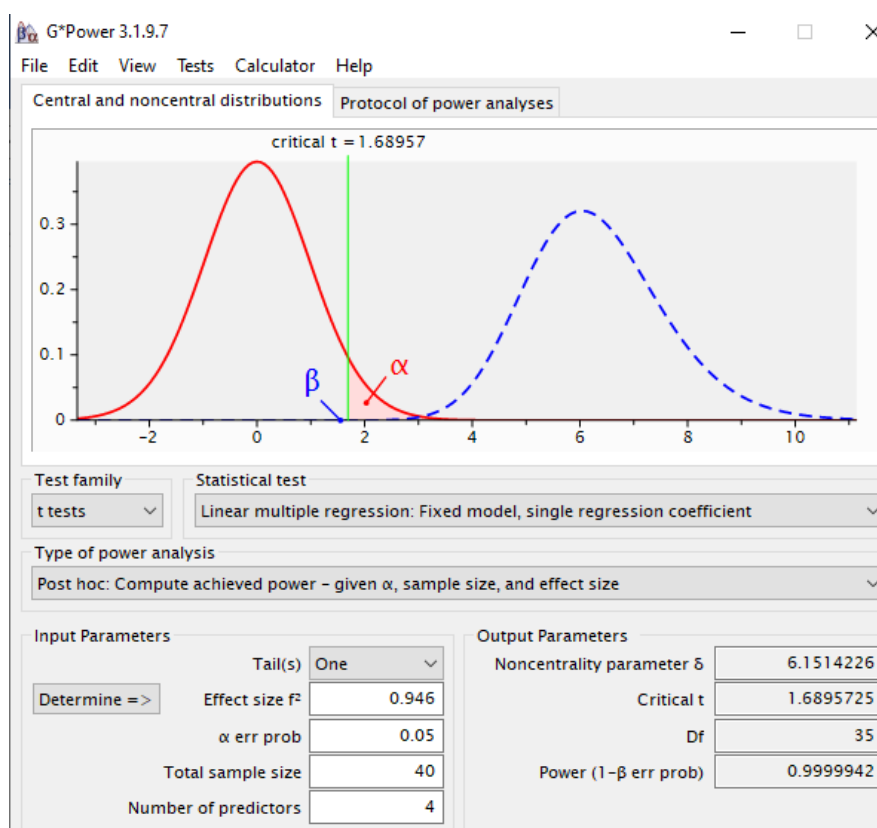 G*Power 3.1.9.7
File Edit View Tests Calculator Help
Central and noncentral distributions Protocol of power analyses
critical t = 1.68957
0.3
0.2
0.1
0
β
α
-2 0 2 4 6 8 10
Test family Statistical test
t tests Linear multiple regression: Fixed model, single regression coefficient
Type of power analysis
Post hoc: Compute achieved power – given α, sample size, and effect size
Input Parameters Output Parameters
Tail(s) One Noncentrality parameter δ 6.1514226
Determine => Effect size f² 0.946 Critical t 1.6895725
α err prob 0.05 Df 35
Total sample size 40 Power (1-β err prob) 0.9999942
Number of predictors 4